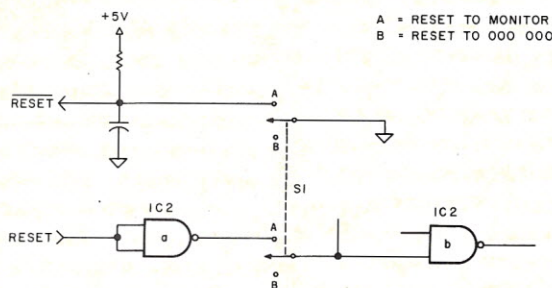 +5V
A = RESET TO MONITOR
B = RESET TO 000 000
RESET
A
B
S1
IC2
IC2
RESET
a
A
b
B